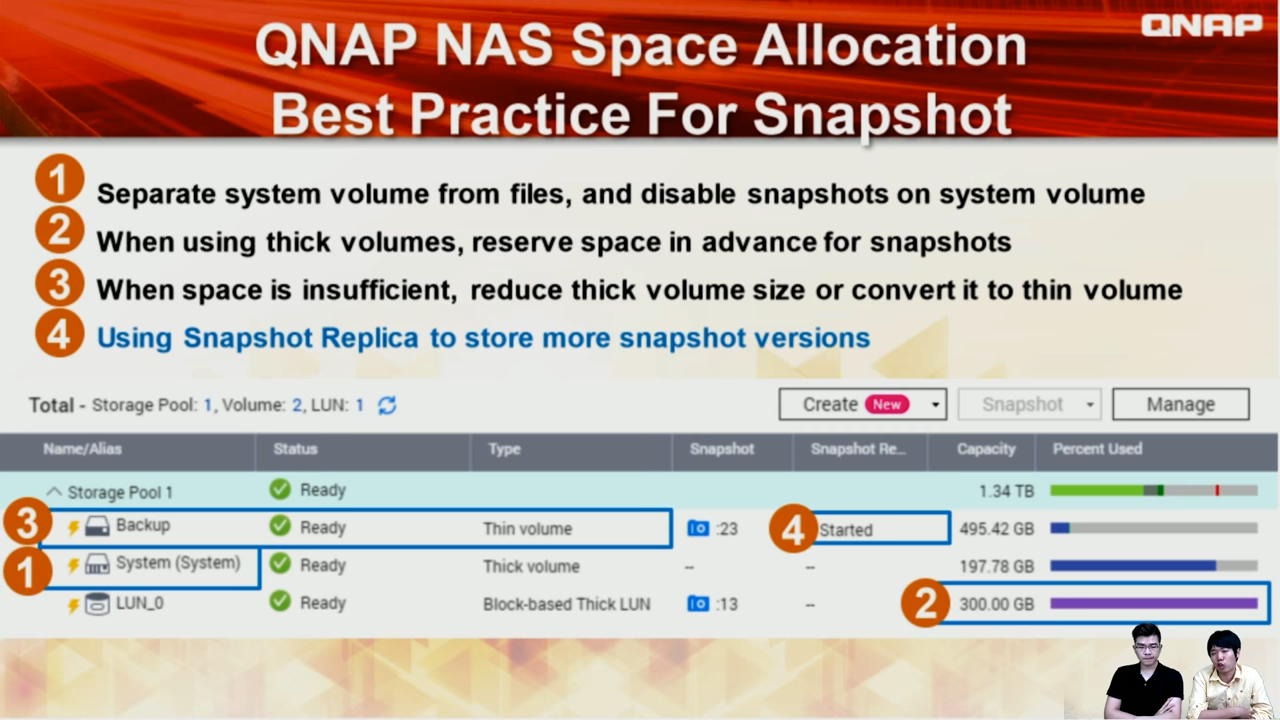 QNAP
QNAP NAS Space Allocation
Best Practice For Snapshot
1 Separate system volume from files, and disable snapshots on system volume
2 When using thick volumes, reserve space in advance for snapshots
3 When space is insufficient, reduce thick volume size or convert it to thin volume
4 Using Snapshot Replica to store more snapshot versions
Total - Storage Pool: 1, Volume: 2, LUN: 1 Create New Snapshot Manage
Name/Alias Status Type Snapshot Snapshot Re... Capacity Percent Used
Storage Pool 1 Ready 1.34 TB
3 Backup Ready Thin volume :23 4 Started 495.42 GB
1 System (System) Ready Thick volume -- -- 197.78 GB
LUN_0 Ready Block-based Thick LUN :13 -- 2 300.00 GB